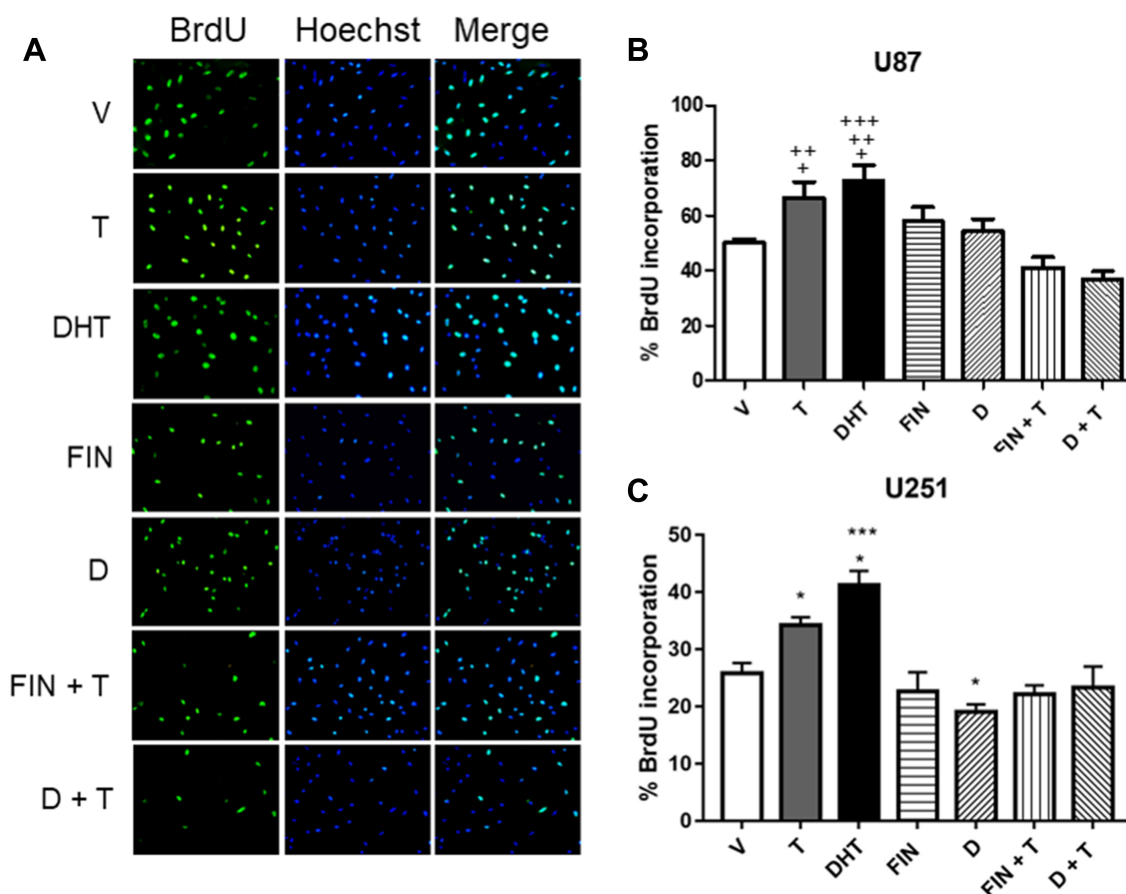 A
BrdU Hoechst Merge
V
T
DHT
FIN
D
FIN + T
D + T
B
U87
% BrdU incorporation
100
80
60
40
20
0
++
+
+++
++
+
V T DHT FIN D FIN + T D + T
C
U251
% BrdU incorporation
50
40
30
20
10
0
*
***
*
*
V T DHT FIN D FIN + T D + T